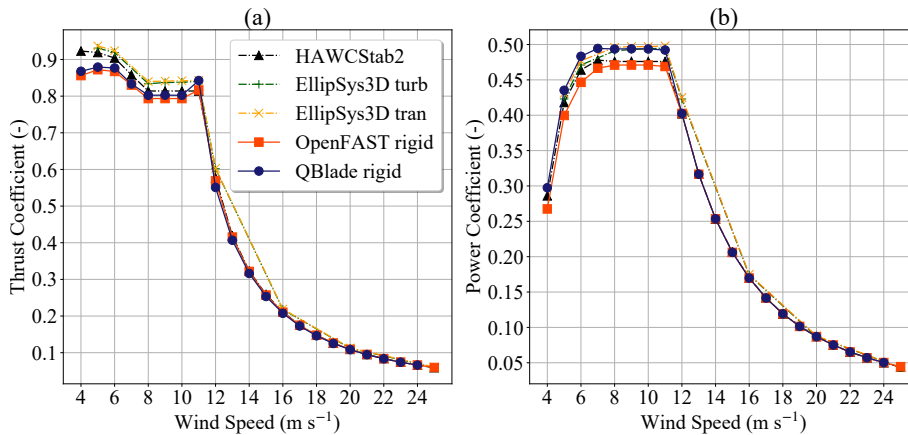 (a)
(b)
Thrust Coefficient (-)
0.9
0.8
0.7
0.6
0.5
0.4
0.3
0.2
0.1
4 6 8 10 12 14 16 18 20 22 24
Wind Speed (m s⁻¹)
HAWCStab2
EllipSys3D turb
EllipSys3D tran
OpenFAST rigid
QBlade rigid
Power Coefficient (-)
0.50
0.45
0.40
0.35
0.30
0.25
0.20
0.15
0.10
0.05
4 6 8 10 12 14 16 18 20 22 24
Wind Speed (m s⁻¹)